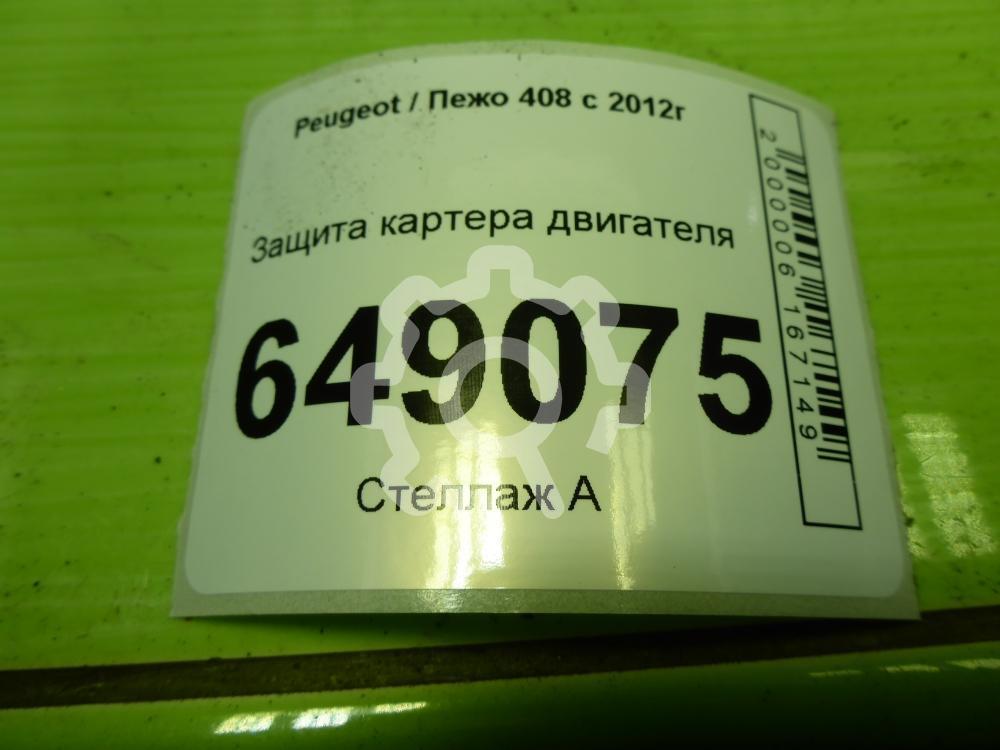 Peugeot / Пежо 408 с 2012г
Защита картера двигателя
649075
Стеллаж А
2000006167149